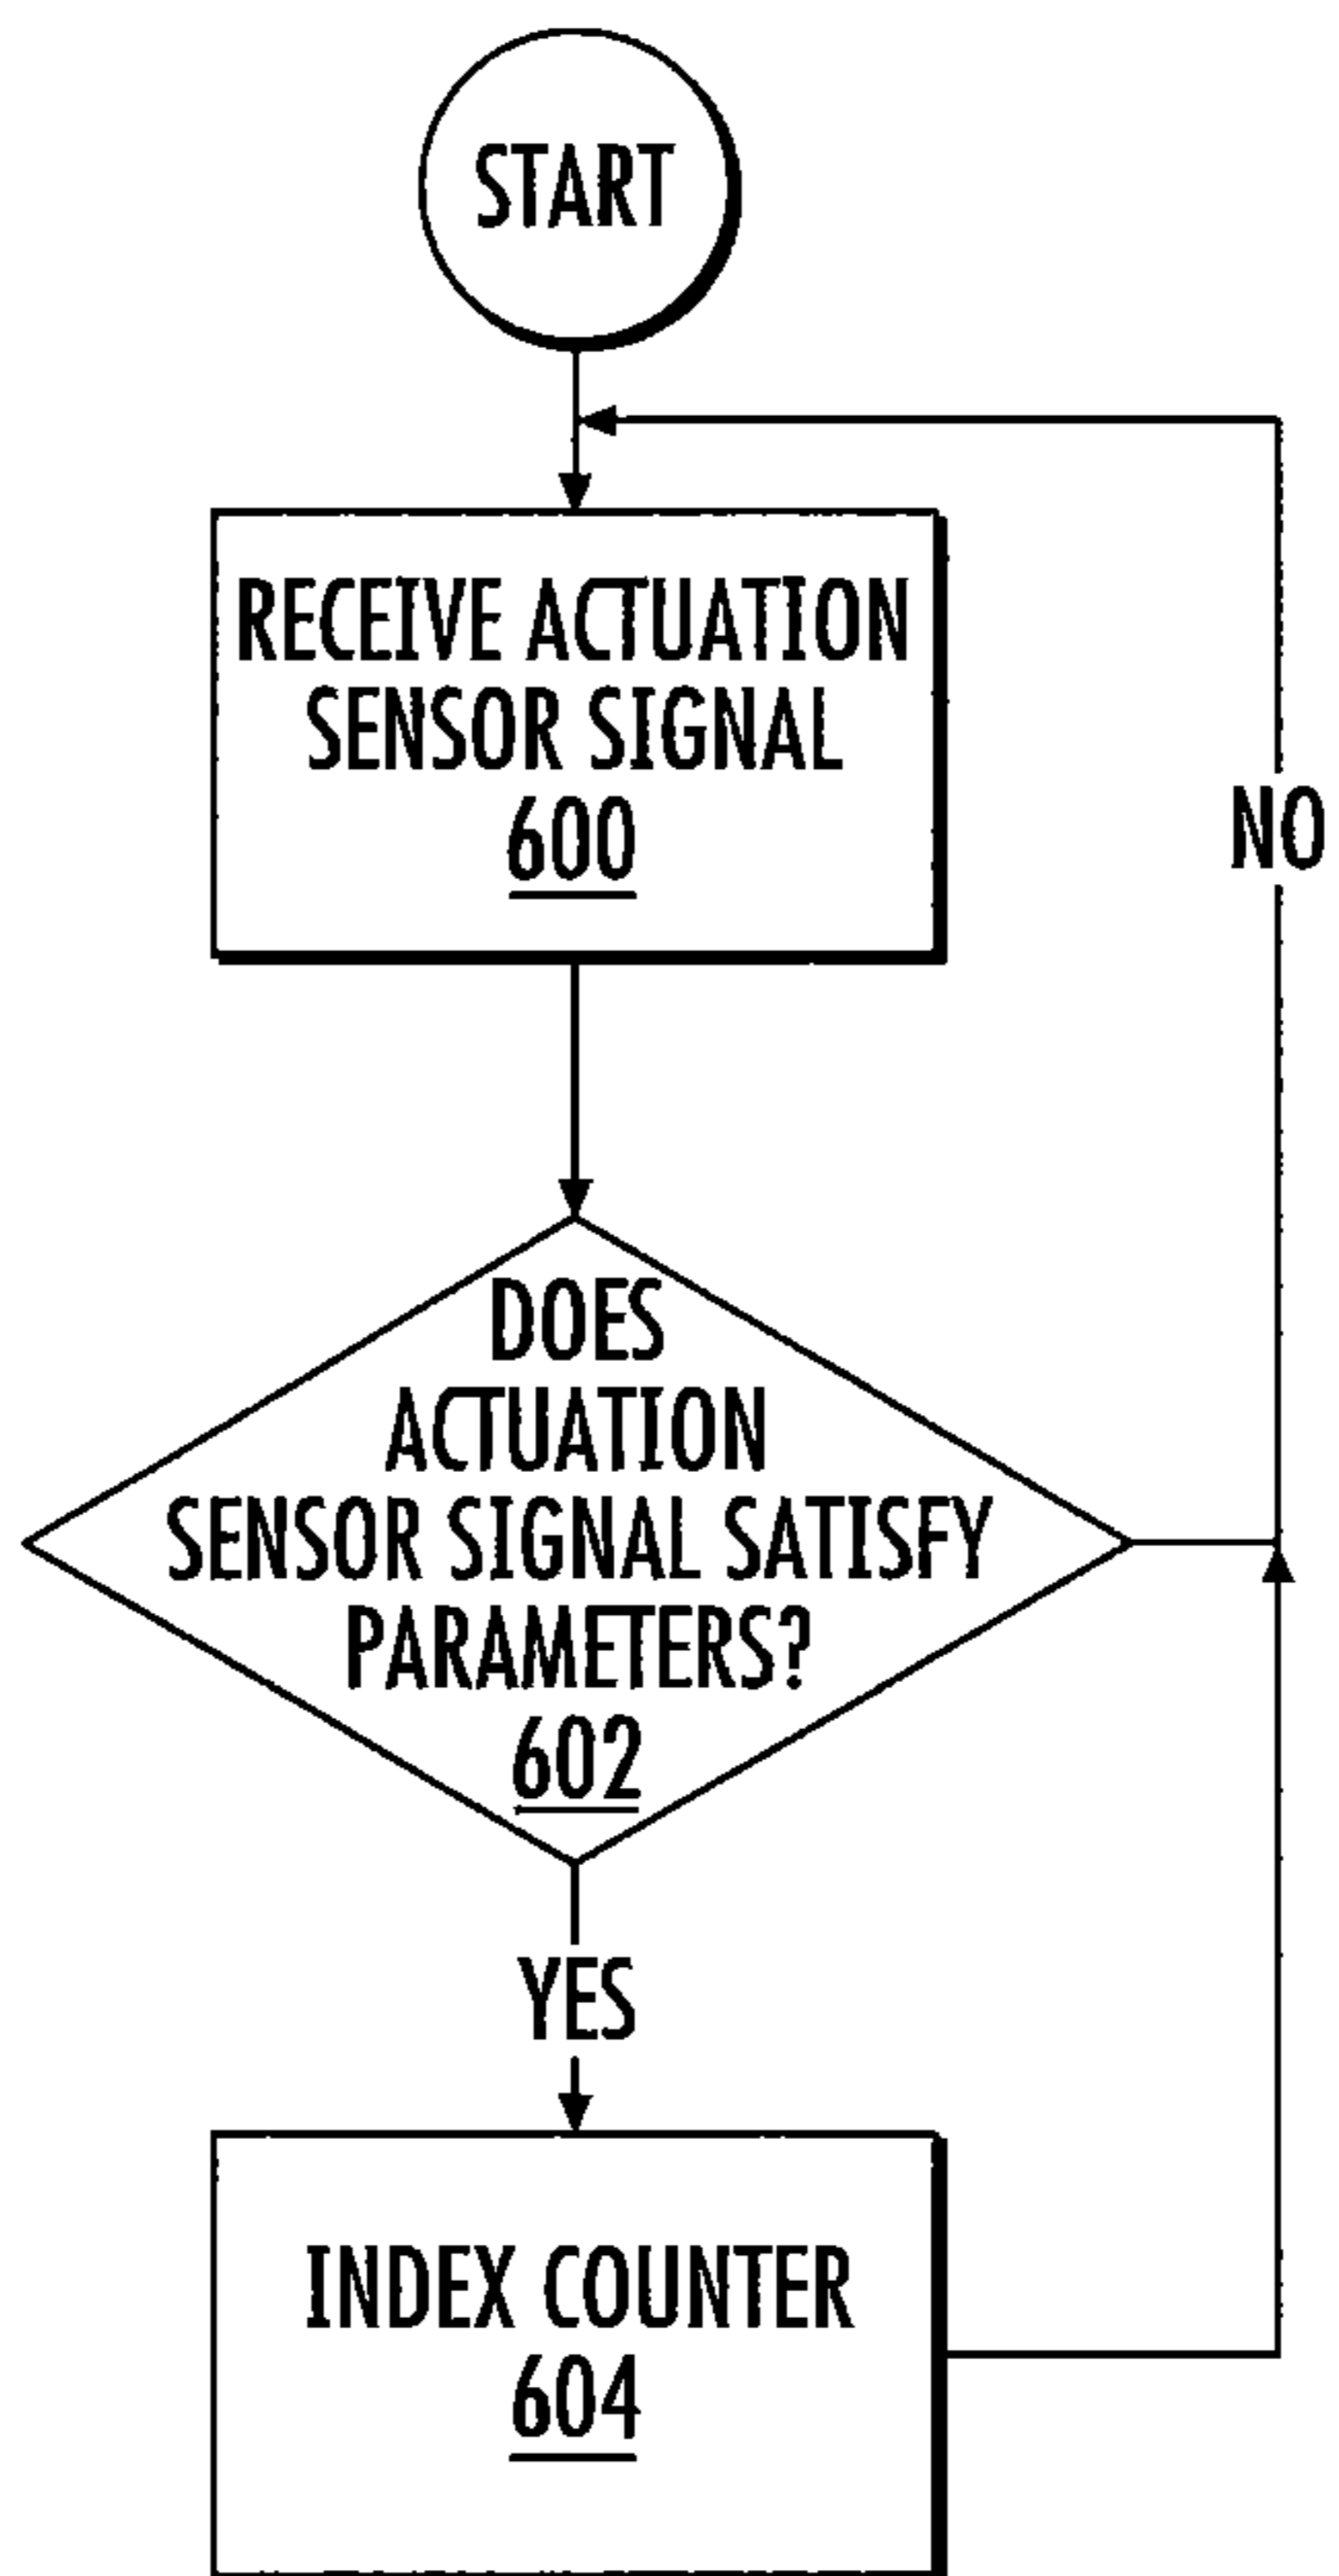 START
RECEIVE ACTUATION
SENSOR SIGNAL
600
NO
DOES
ACTUATION
SENSOR SIGNAL SATISFY
PARAMETERS?
602
YES
INDEX COUNTER
604